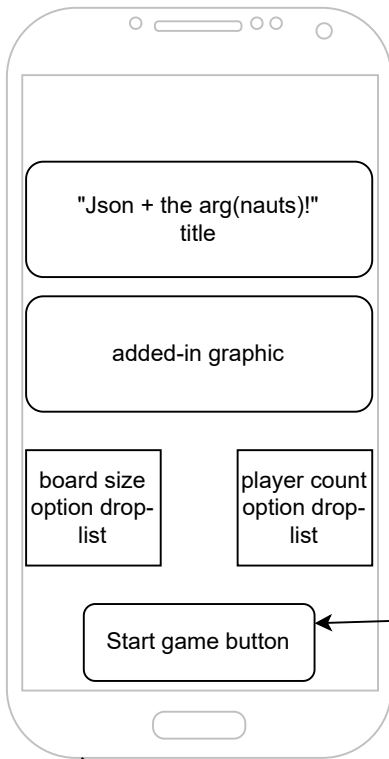 "Json + the arg(nauts)!"
title
added-in graphic
board size
option drop-
list
player count
option drop-
list
Start game button